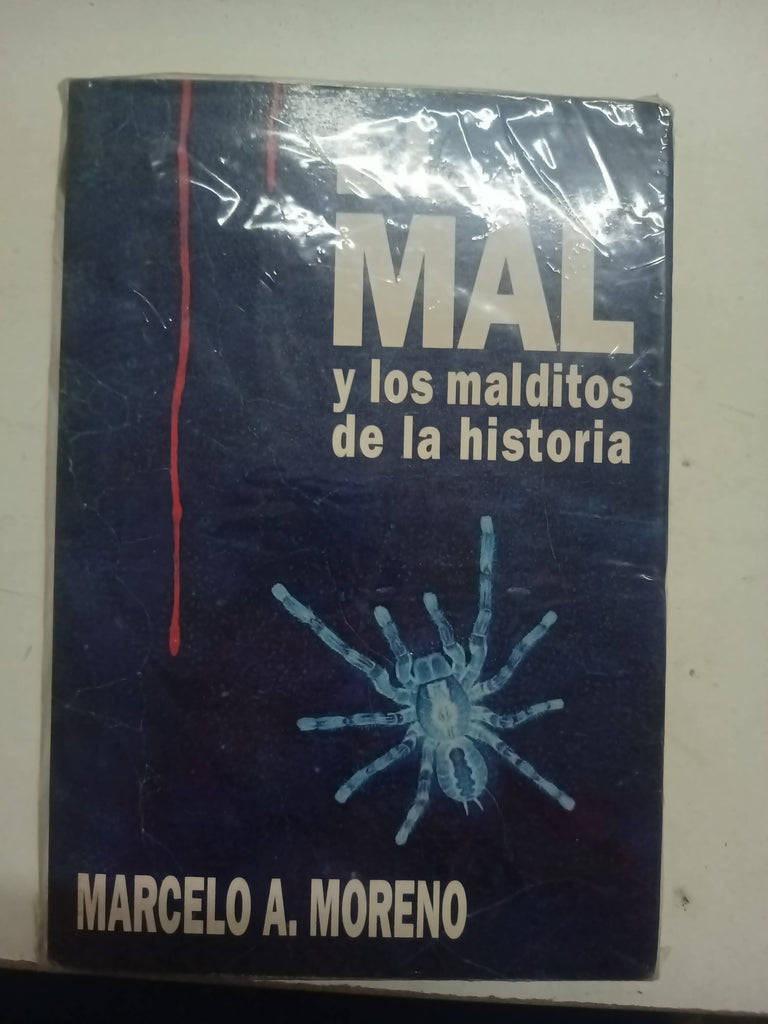 MAL
y los malditos
de la historia
MARCELO A. MORENO